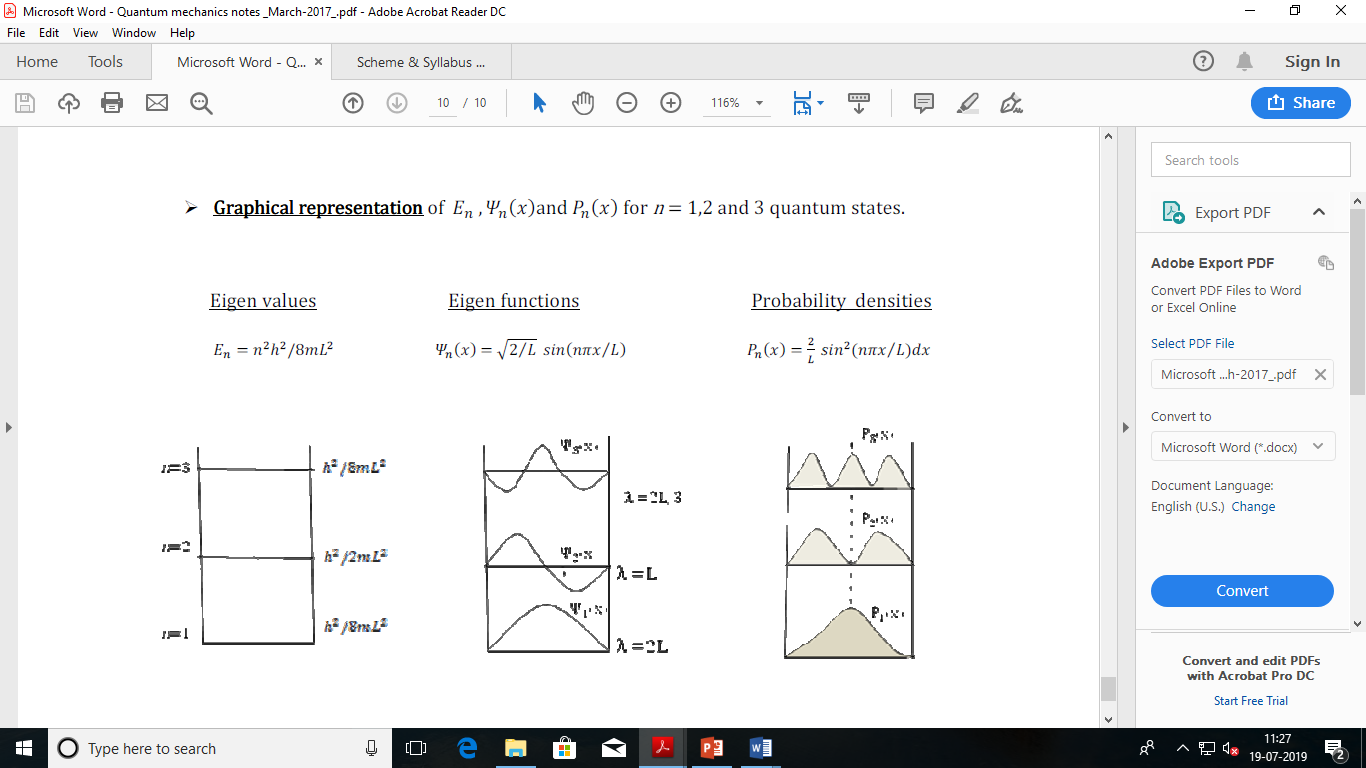 Microsoft Word - Quantum mechanics notes _March-2017_.pdf - Adobe Acrobat Reader DC
File Edit View Window Help
Home Tools Microsoft Word - Q... × Scheme & Syllabus ... Sign In
10 / 10 116% Share
Search tools
➢ Graphical representation of Eₙ ,Ψₙ(x)and Pₙ(x) for n = 1,2 and 3 quantum states.
Export PDF
Adobe Export PDF
Convert PDF Files to Word
or Excel Online
Eigen values Eigen functions Probability densities
Select PDF File
Eₙ = n²h²/8mL² Ψₙ(x) = √2/L sin(nπx/L) Pₙ(x) = 2/L sin²(nπx/L)dx
Microsoft ...h-2017_.pdf
Convert to
Microsoft Word (*.docx)
Document Language:
English (U.S.) Change
n=3 h²/8mL²
λ=2L 3
n=2 h²/2mL²
λ=L
n=1 h²/8mL²
λ=2L
Convert
Convert and edit PDFs
with Acrobat Pro DC
Start Free Trial
Type here to search
11:27
19-07-2019
2